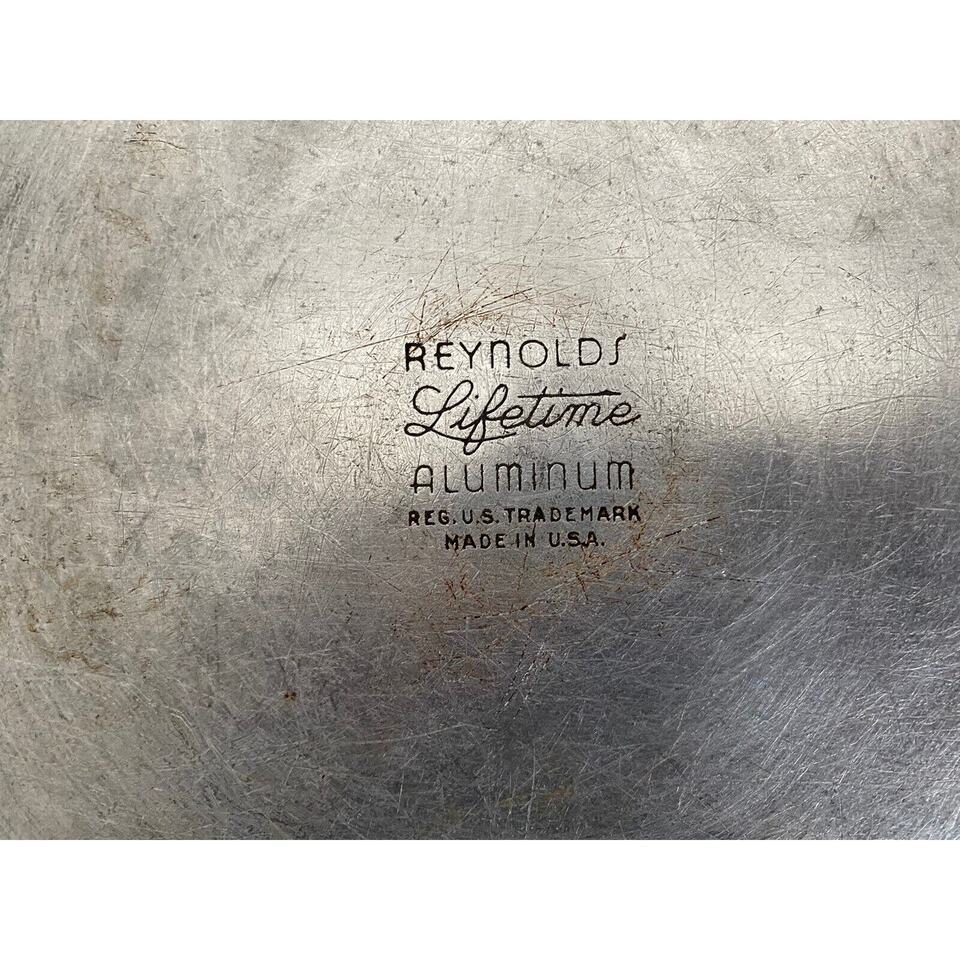 REYNOLDS
Lifetime
ALUMINUM
REG. U.S. TRADEMARK
MADE IN U.S.A.